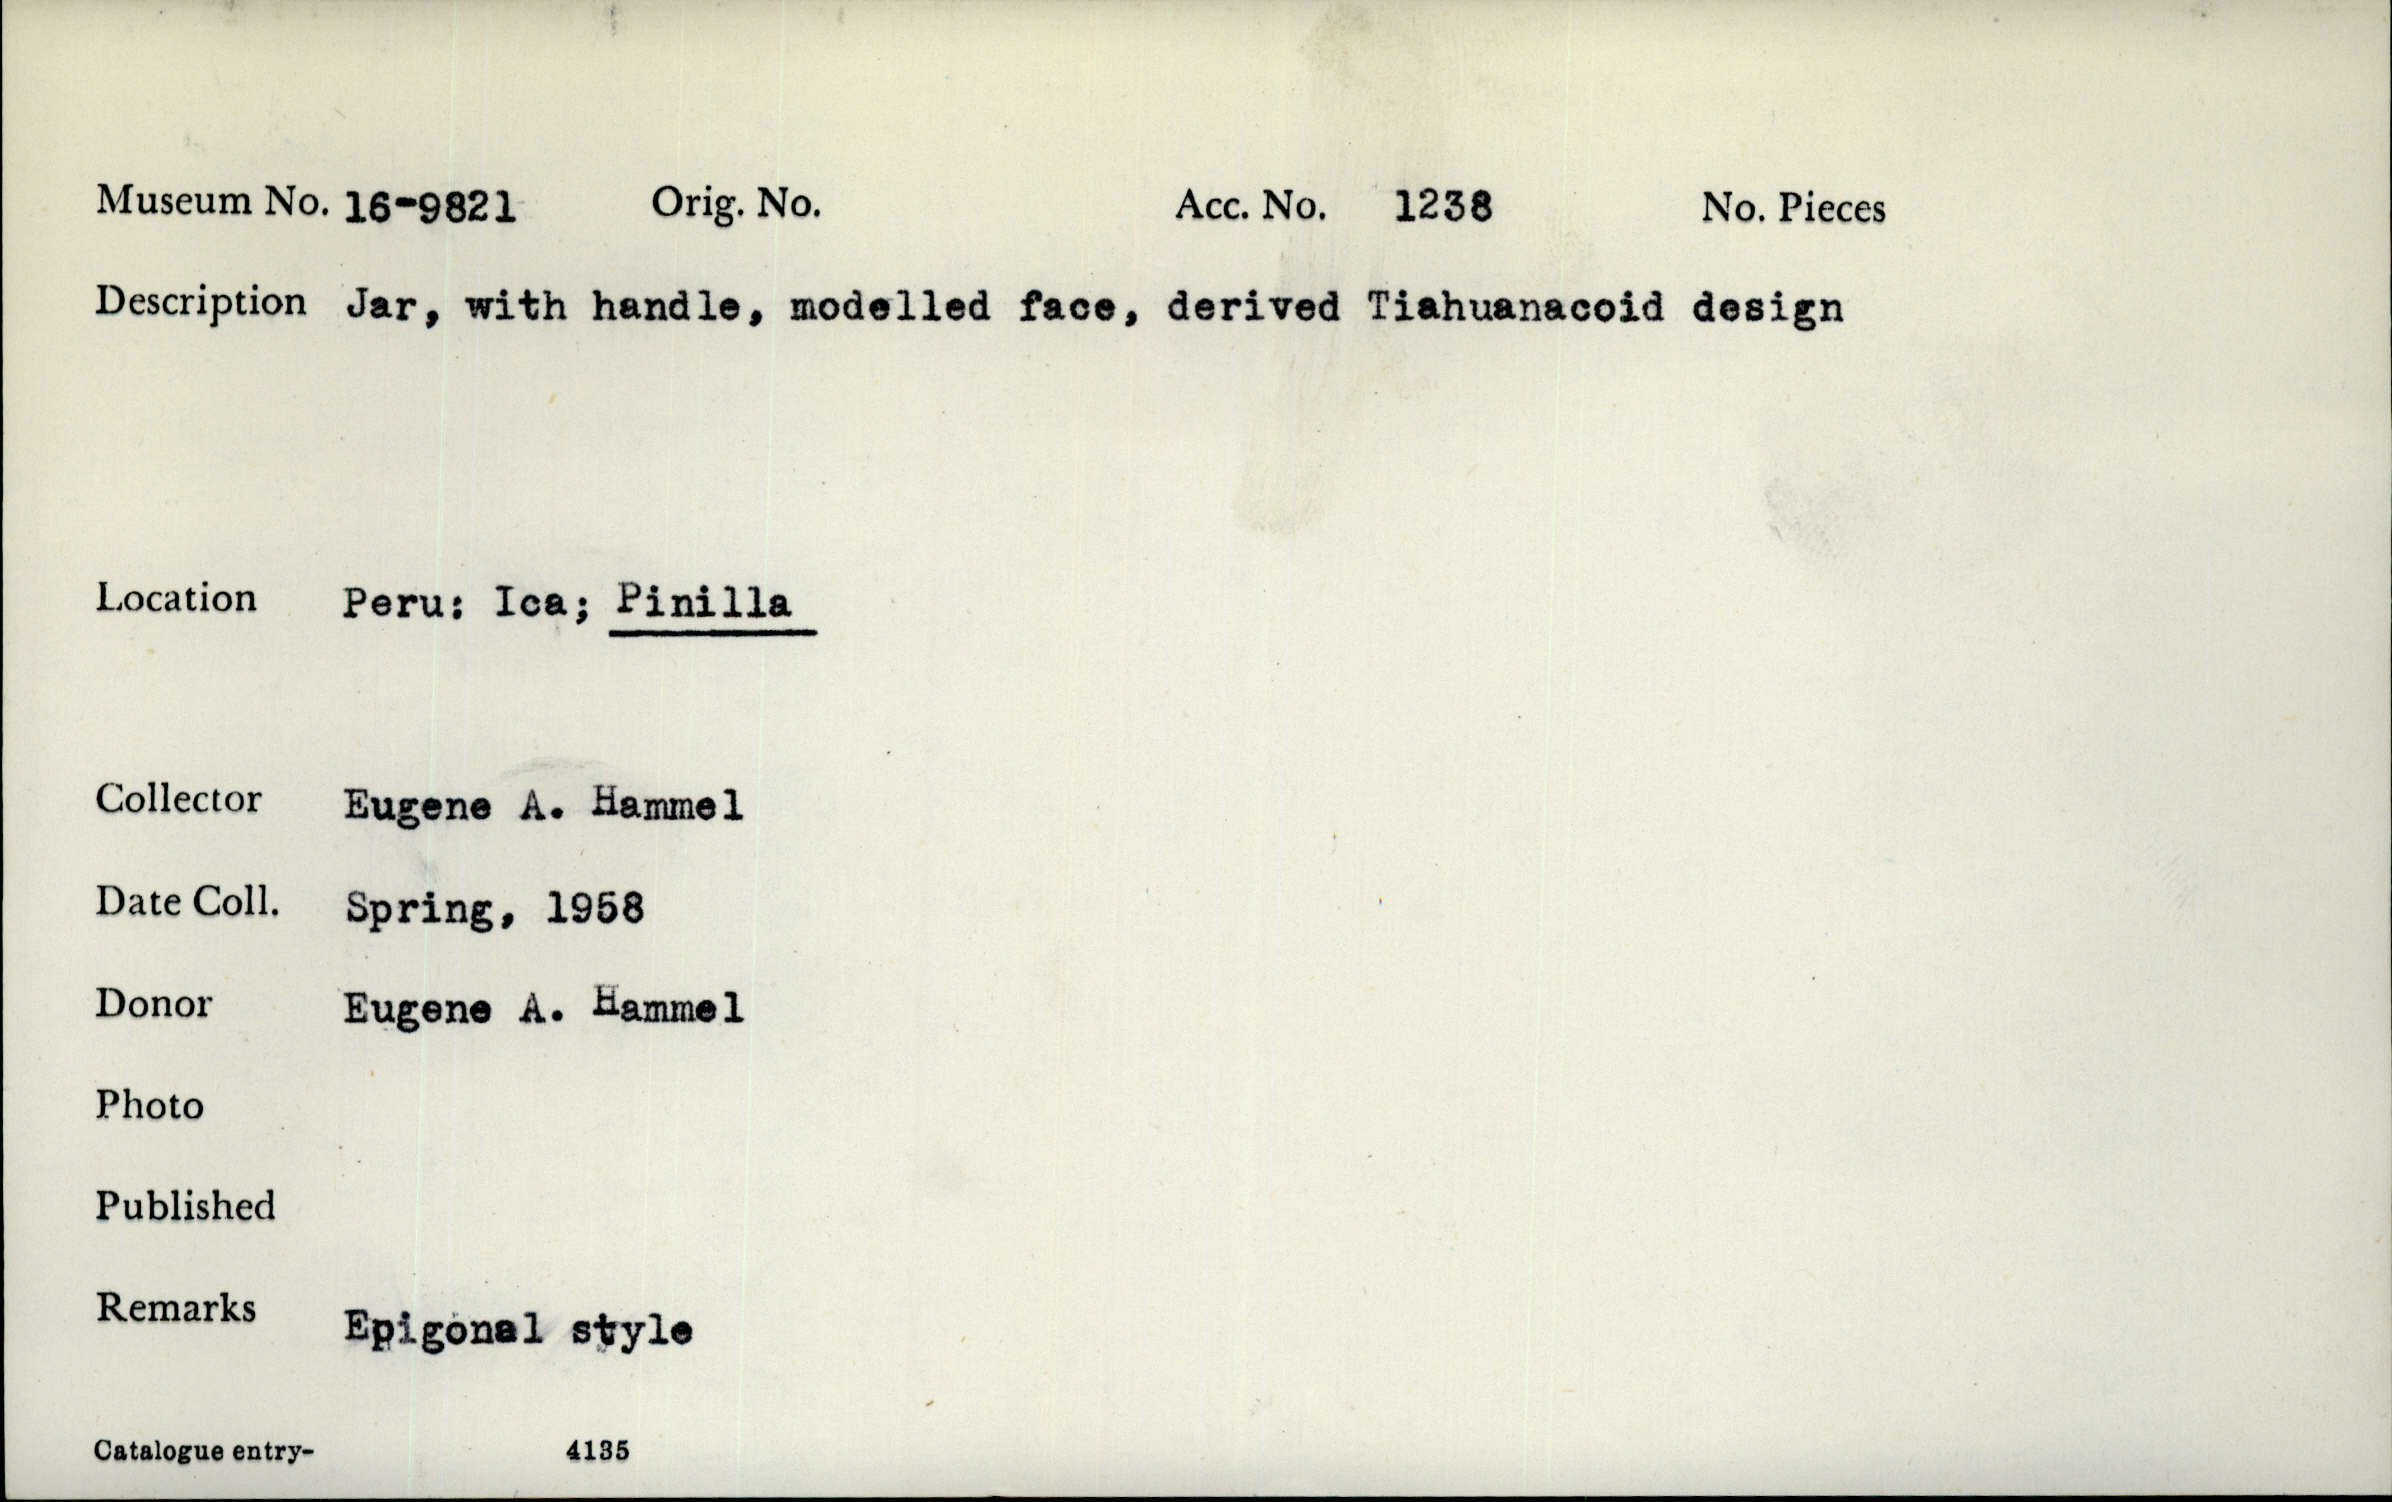 Museum No. 16-9821 Orig. No. Acc. No. 1238 No. Pieces
Description Jar, with handle, modelled face, derived Tiahuanacoid design
Location Peru: Ica; Pinilla
Collector Eugene A. Hammel
Date Coll. Spring, 1958
Donor Eugene A. Hammel
Photo
Published
Remarks Epigonal style
Catalogue entry- 4135